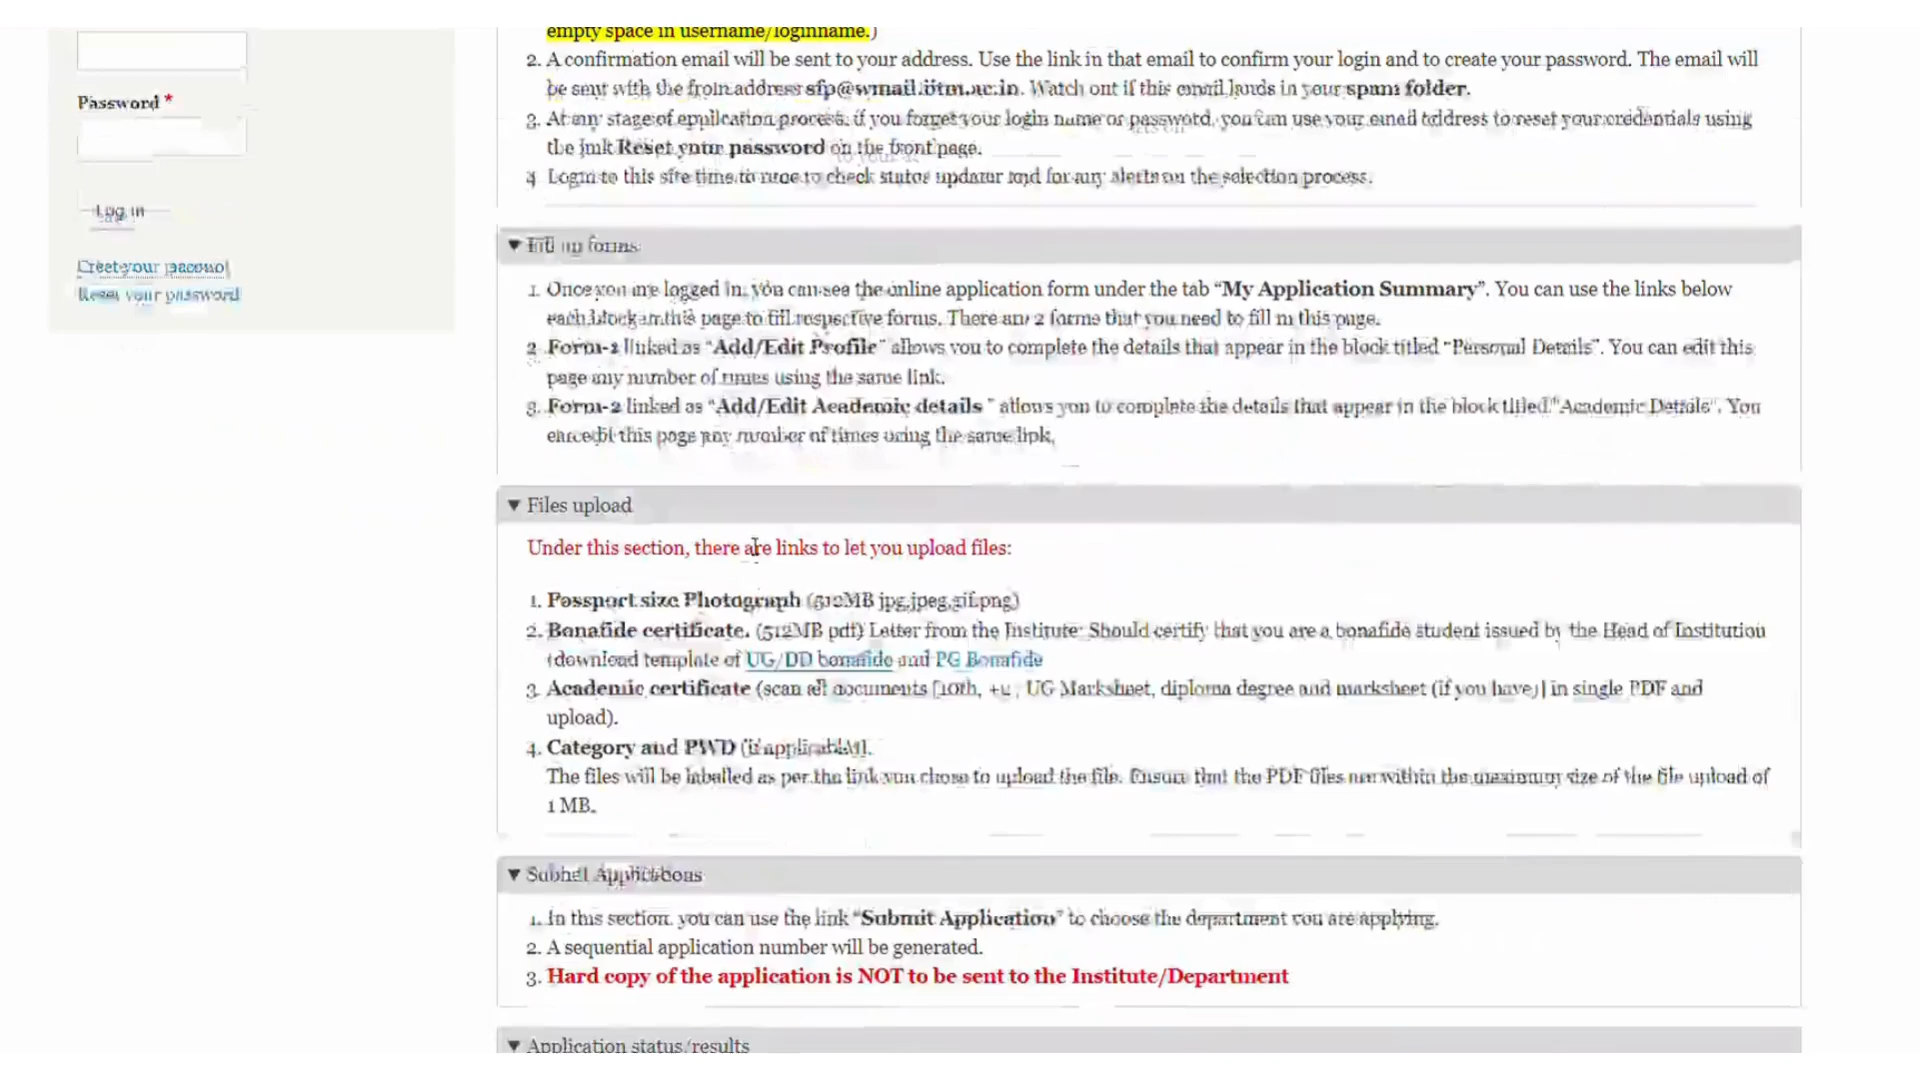 Password *
Log in
Create your account
Reset your password
empty space in username/loginname.)
2. A confirmation email will be sent to your address. Use the link in that email to confirm your login and to create your password. The email will
be sent with the from address sfp@wmail.iitm.ac.in. Watch out if this email lands in your spam folder.
3. At any stage of application process, if you forget your login name or password, you can use your email address to reset your credentials using
the link Reset your password on the front page.
4 Login to this site time to time to check status update and for any alerts on the selection process.
▼ Fill up forms
1. Once you are logged in, you can see the online application form under the tab "My Application Summary". You can use the links below
each block in this page to fill respective forms. There are 2 forms that you need to fill in this page.
2. Form-1 linked as "Add/Edit Profile" allows you to complete the details that appear in the block titled "Personal Details". You can edit this
page any number of times using the same link.
3. Form-2 linked as "Add/Edit Academic details " allows you to complete the details that appear in the block titled "Academic Details". You
can edit this page any number of times using the same link.
▼ Files upload
Under this section, there are links to let you upload files:
1. Passport size Photograph (512MB jpg,jpeg,gif,png)
2. Bonafide certificate. (512MB pdf) Letter from the Institute: Should certify that you are a bonafide student issued by the Head of Institution
(download template of UG/DD bonafide and PG Bonafide
3. Academic certificate (scan all documents [10th, UG Marksheet, diploma degree and marksheet (if you have)] in single PDF and
upload).
4. Category and PWD (if applicable).
The files will be labelled as per the link you chose to upload the file. Ensure that the PDF files are within the maximum size of the file upload of
1 MB.
▼ Submit Applications
1. In this section, you can use the link "Submit Application" to choose the department you are applying.
2. A sequential application number will be generated.
3. Hard copy of the application is NOT to be sent to the Institute/Department
▼ Application status/results